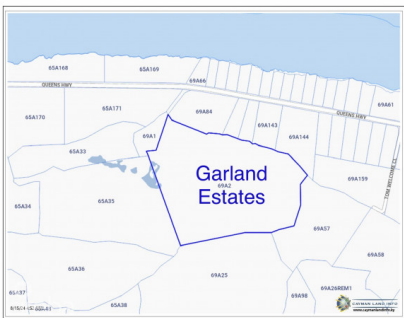 65A168
65A169
69A66
QUEENS HWY
69A61
65A171
69A84
QUEENS HWY
65A170
69A1
69A143
69A144
65A33
Garland
Estates
69A2
69A159
TOM WELCOME CL
65A34
65A35
69A57
69A58
65A36
69A25
65A38
69A98
69A26REM1
CAYMAN LAND INFO
www.caymanlandinfo.ky